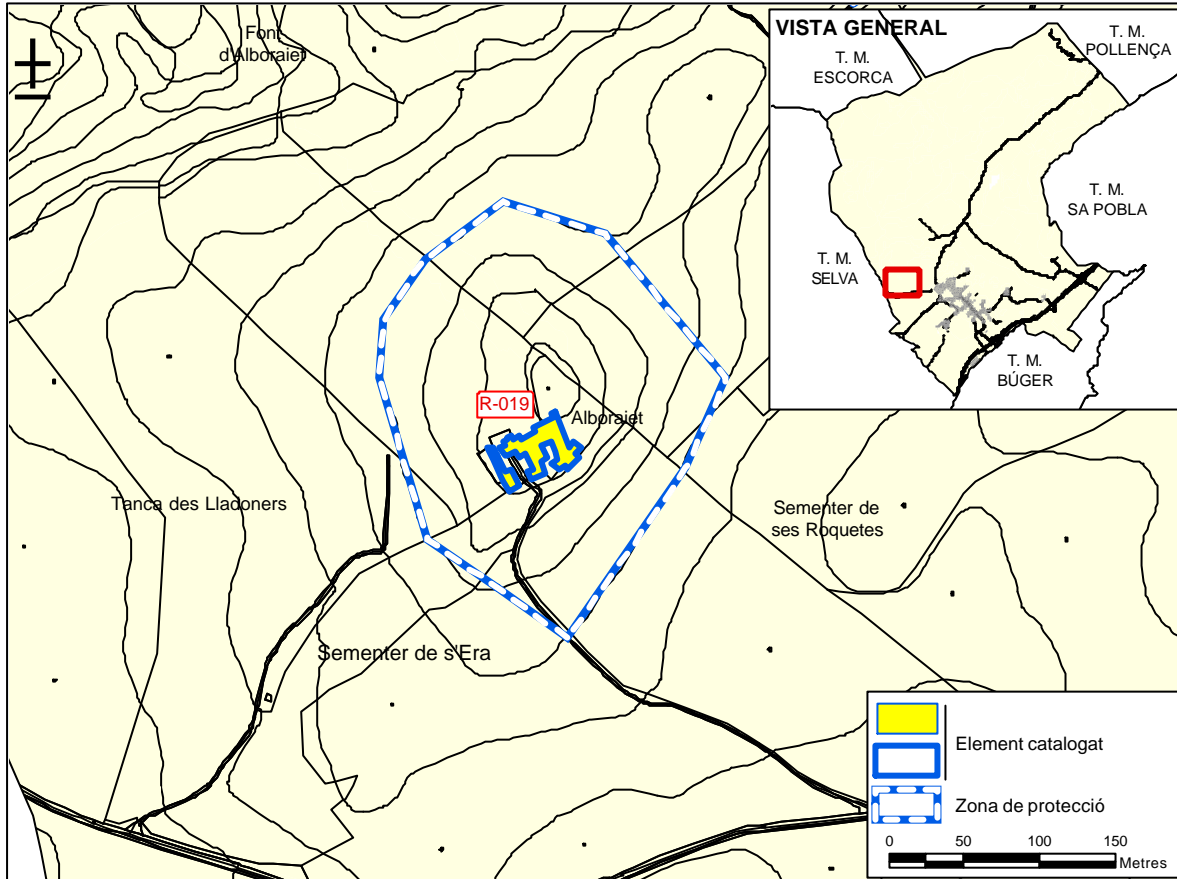 Font
d'Alboraiet
VISTA GENERAL
T. M.
POLLENÇA
T. M.
ESCORCA
T. M.
SA POBLA
T. M.
SELVA
T. M.
BÚGER
R-019
Alboraiet
Tanca des Lladoners
Sementer de
ses Roquetes
Sementer de s'Era
Element catalogat
Zona de protecció
0 50 100 150
Metres